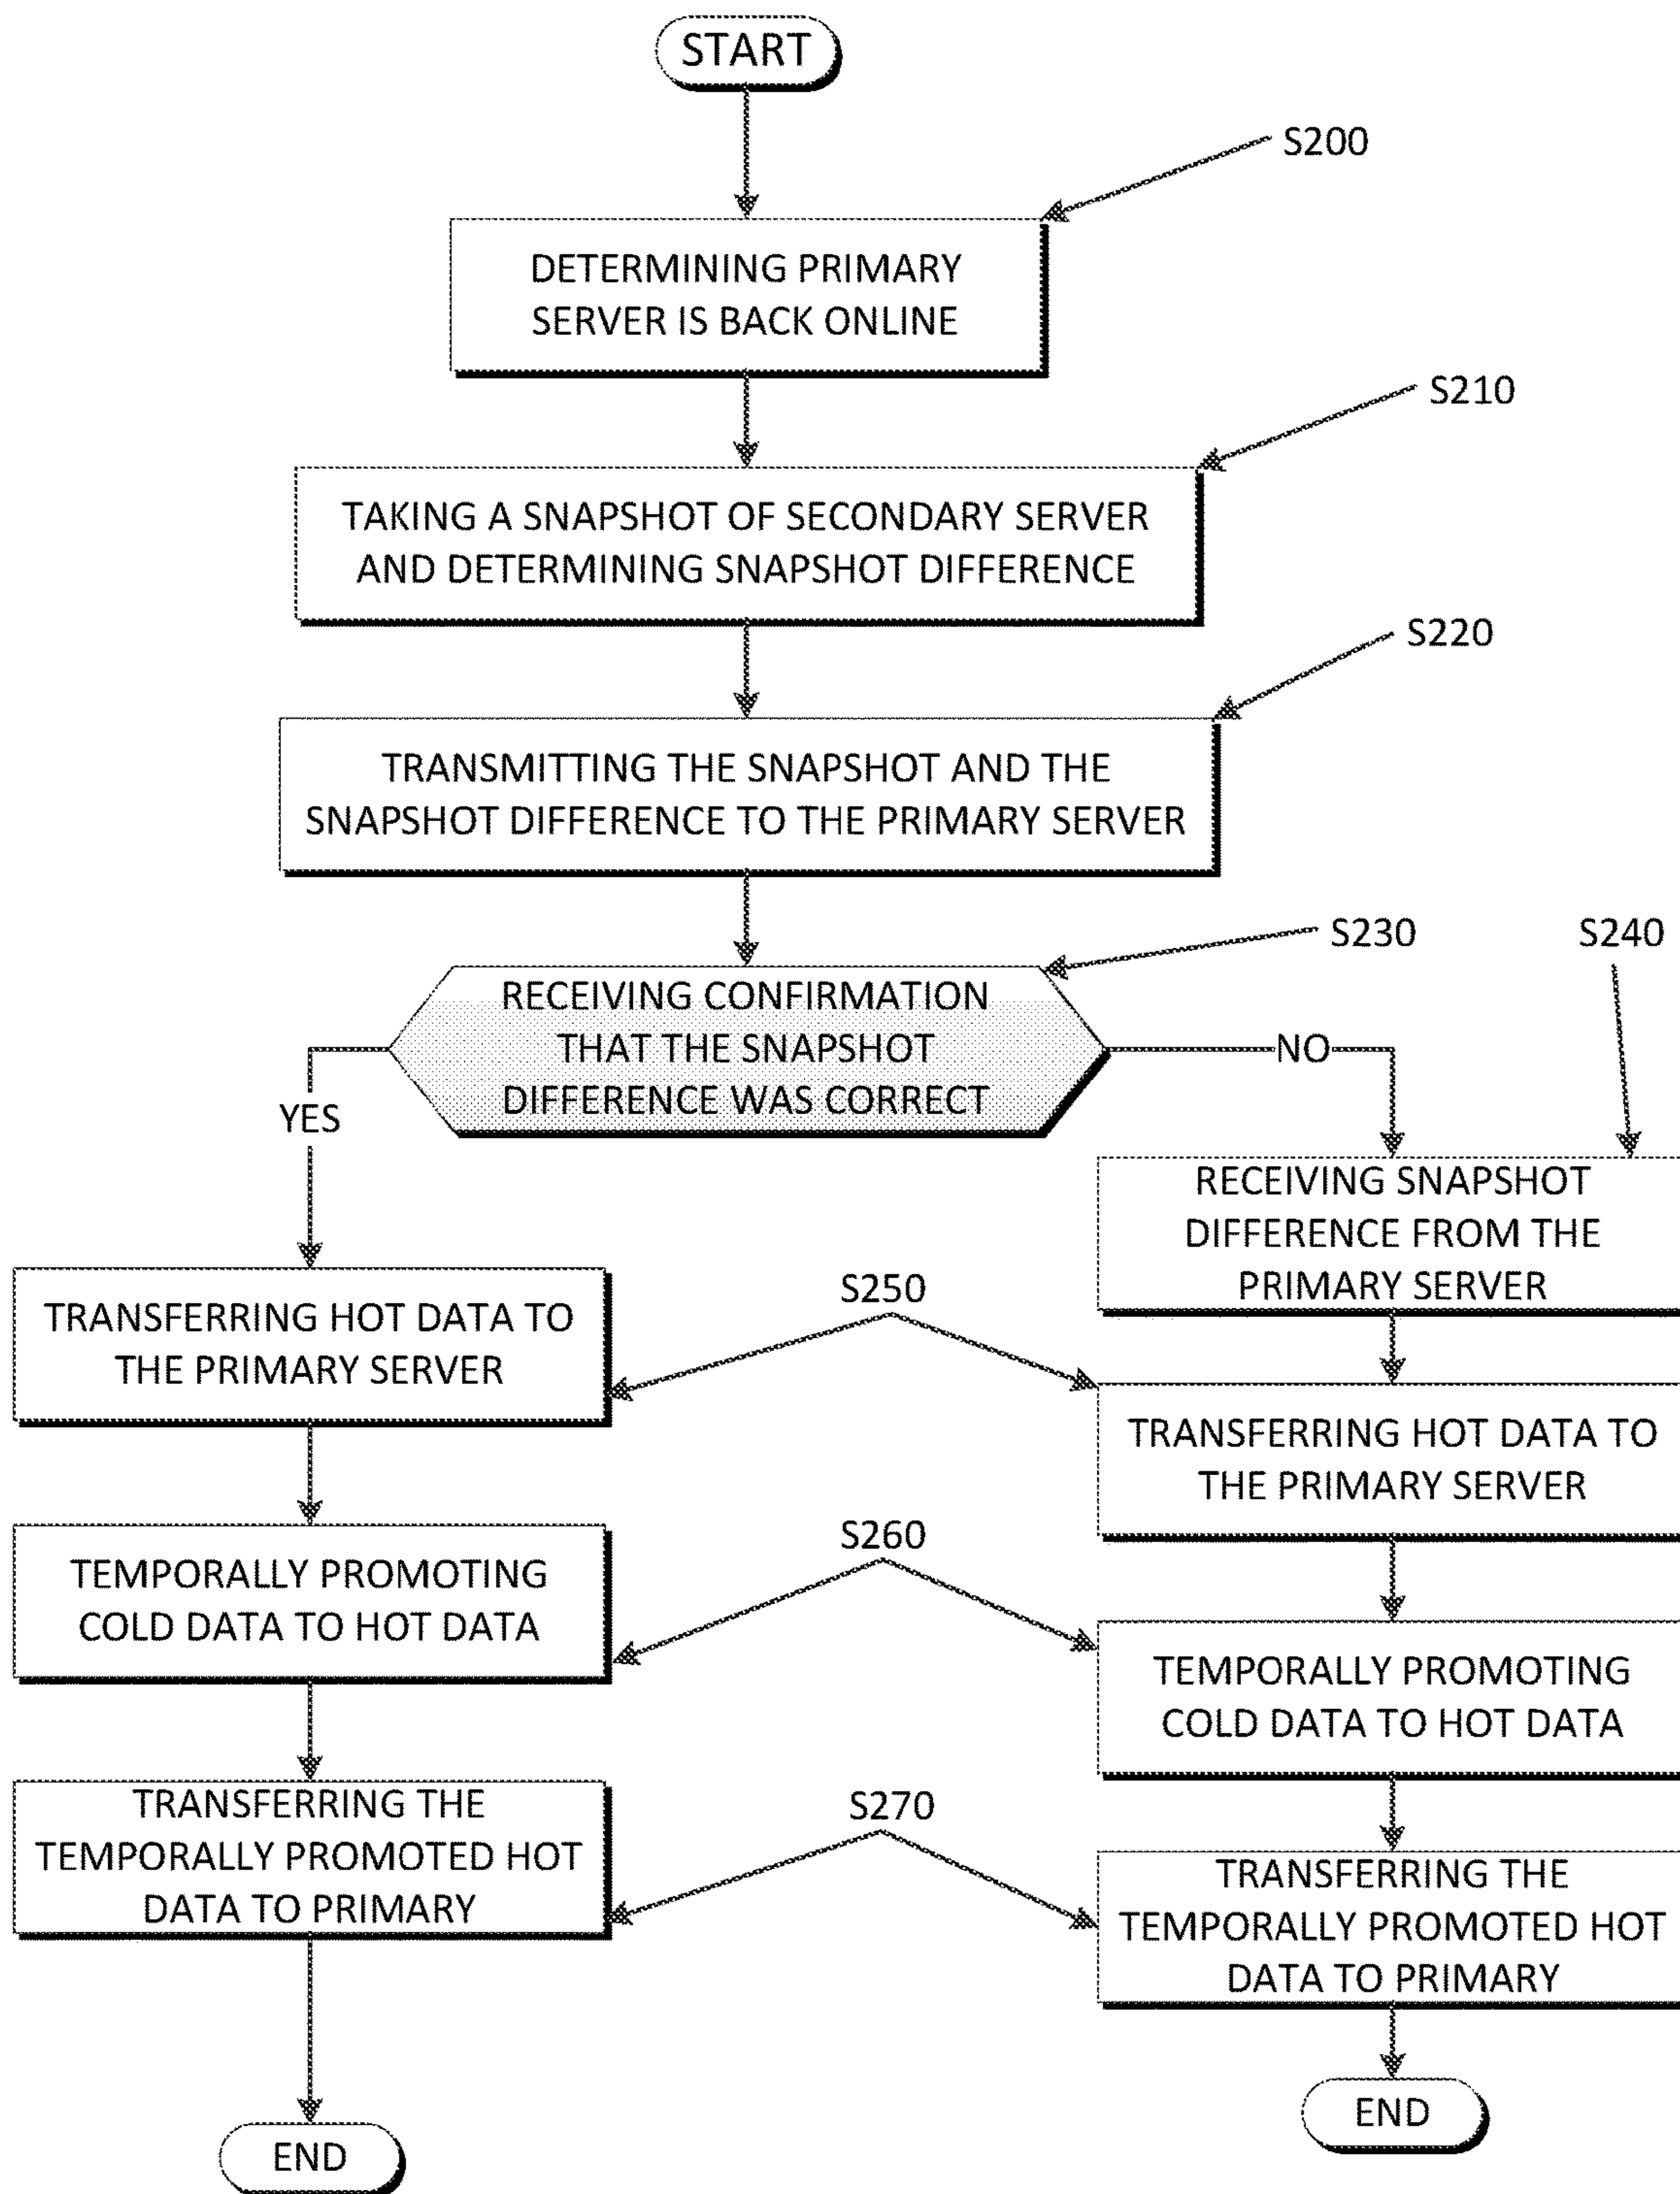 START
S200
DETERMINING PRIMARY
SERVER IS BACK ONLINE
S210
TAKING A SNAPSHOT OF SECONDARY SERVER
AND DETERMINING SNAPSHOT DIFFERENCE
S220
TRANSMITTING THE SNAPSHOT AND THE
SNAPSHOT DIFFERENCE TO THE PRIMARY SERVER
S230
S240
RECEIVING CONFIRMATION
THAT THE SNAPSHOT
DIFFERENCE WAS CORRECT
NO
YES
RECEIVING SNAPSHOT
DIFFERENCE FROM THE
PRIMARY SERVER
S250
TRANSFERRING HOT DATA TO
THE PRIMARY SERVER
TRANSFERRING HOT DATA TO
THE PRIMARY SERVER
S260
TEMPORALLY PROMOTING
COLD DATA TO HOT DATA
TEMPORALLY PROMOTING
COLD DATA TO HOT DATA
S270
TRANSFERRING THE
TEMPORALLY PROMOTED HOT
DATA TO PRIMARY
TRANSFERRING THE
TEMPORALLY PROMOTED HOT
DATA TO PRIMARY
END
END